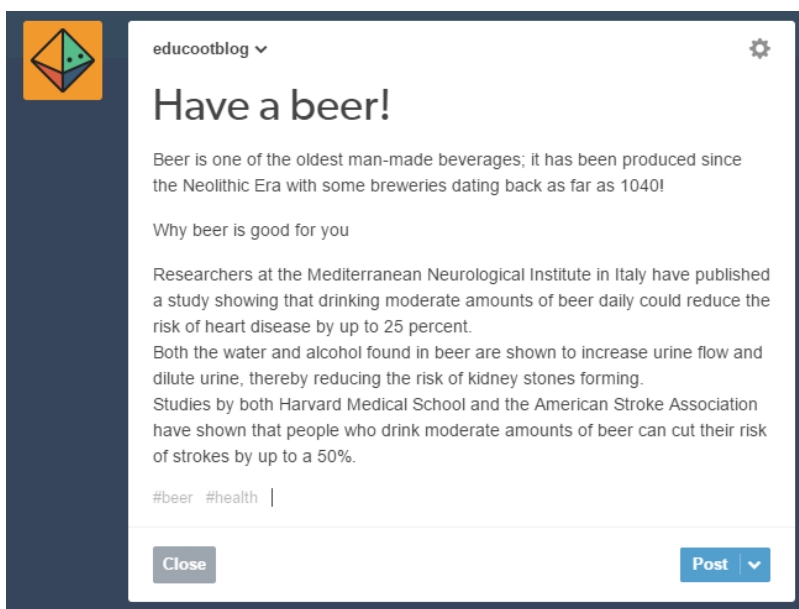 educootblog
Have a beer!
Beer is one of the oldest man-made beverages; it has been produced since
the Neolithic Era with some breweries dating back as far as 1040!
Why beer is good for you
Researchers at the Mediterranean Neurological Institute in Italy have published
a study showing that drinking moderate amounts of beer daily could reduce the
risk of heart disease by up to 25 percent.
Both the water and alcohol found in beer are shown to increase urine flow and
dilute urine, thereby reducing the risk of kidney stones forming.
Studies by both Harvard Medical School and the American Stroke Association
have shown that people who drink moderate amounts of beer can cut their risk
of strokes by up to a 50%.
#beer #health
Close Post